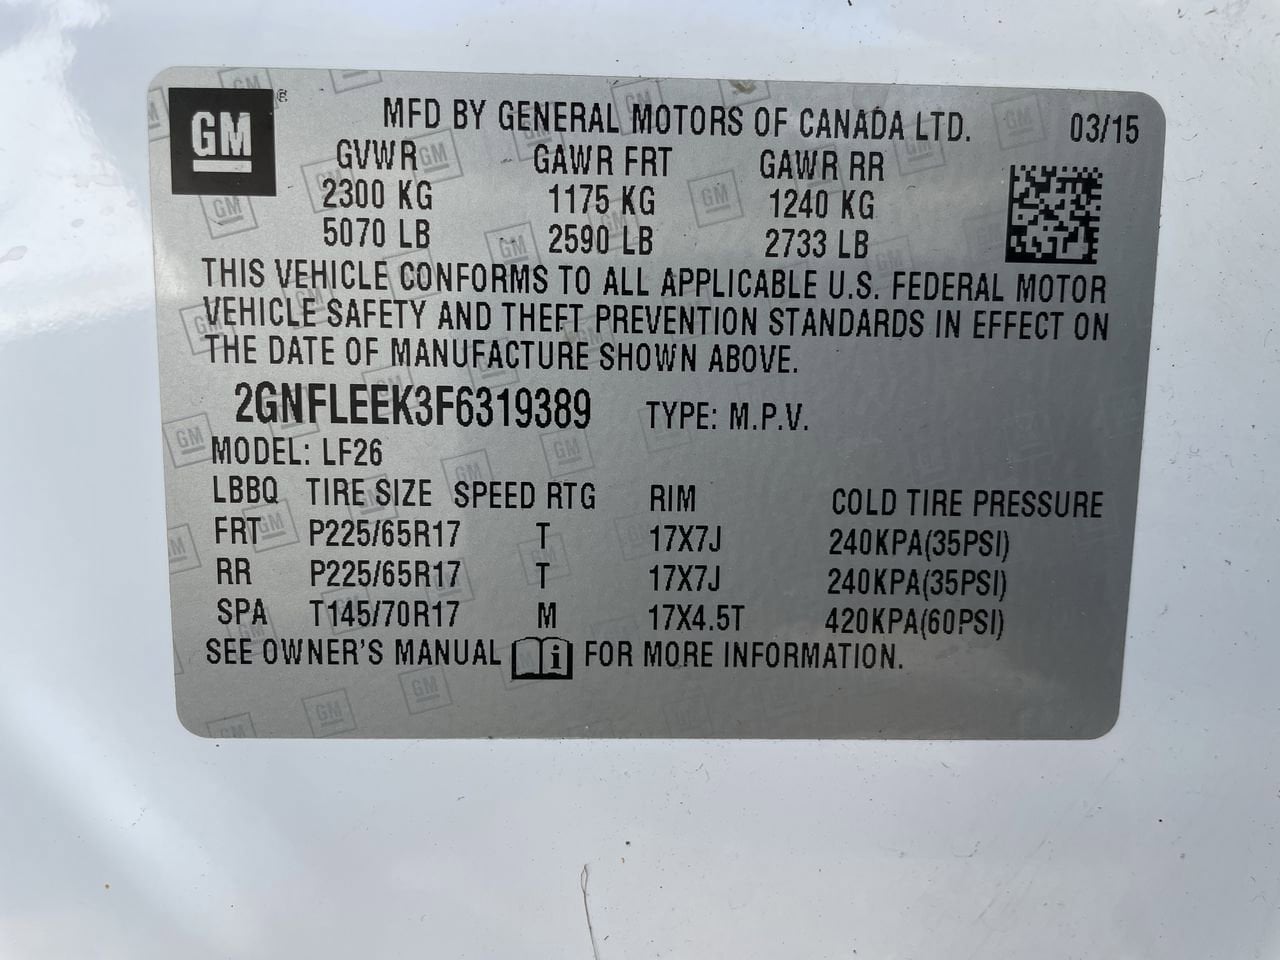 GM ® MFD BY GENERAL MOTORS OF CANADA LTD. 03/15
GVWR GAWR FRT GAWR RR
2300 KG 1175 KG 1240 KG
5070 LB 2590 LB 2733 LB
THIS VEHICLE CONFORMS TO ALL APPLICABLE U.S. FEDERAL MOTOR
VEHICLE SAFETY AND THEFT PREVENTION STANDARDS IN EFFECT ON
THE DATE OF MANUFACTURE SHOWN ABOVE.
2GNFLEEK3F6319389 TYPE: M.P.V.
MODEL: LF26
LBBQ TIRE SIZE SPEED RTG RIM COLD TIRE PRESSURE
FRT P225/65R17 T 17X7J 240KPA(35PSI)
RR P225/65R17 T 17X7J 240KPA(35PSI)
SPA T145/70R17 M 17X4.5T 420KPA(60PSI)
SEE OWNER'S MANUAL i FOR MORE INFORMATION.